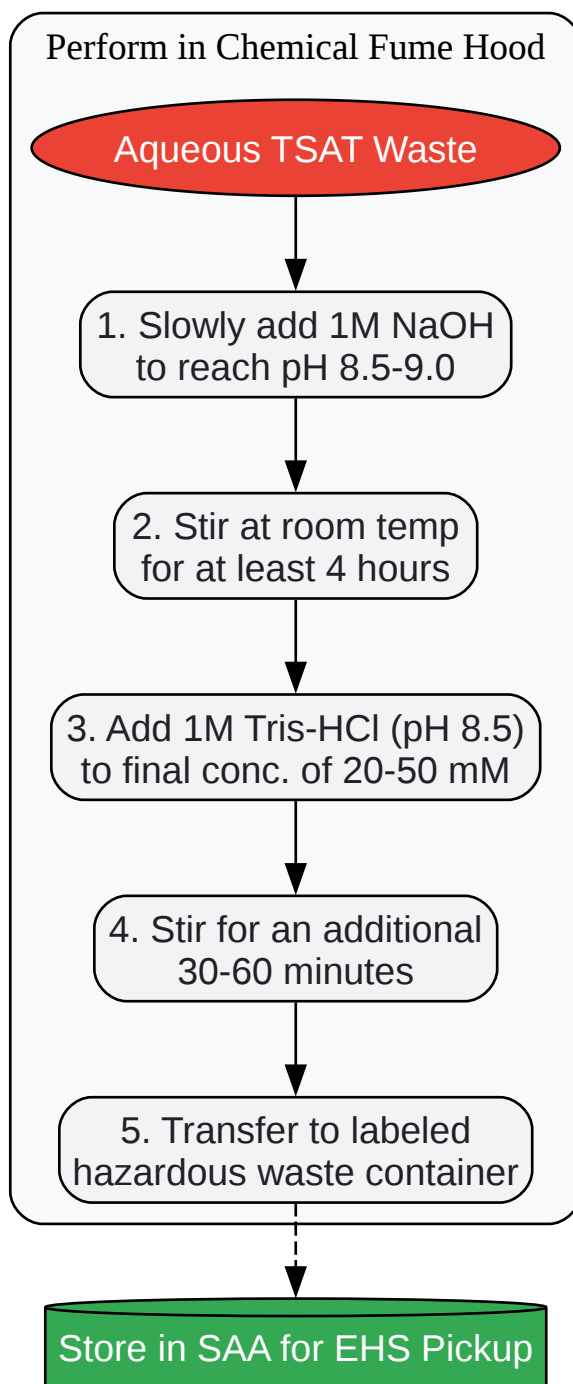 Perform in Chemical Fume Hood
Aqueous TSAT Waste
1. Slowly add 1M NaOH
to reach pH 8.5-9.0
2. Stir at room temp
for at least 4 hours
3. Add 1M Tris-HCl (pH 8.5)
to final conc. of 20-50 mM
4. Stir for an additional
30-60 minutes
5. Transfer to labeled
hazardous waste container
Store in SAA for EHS Pickup